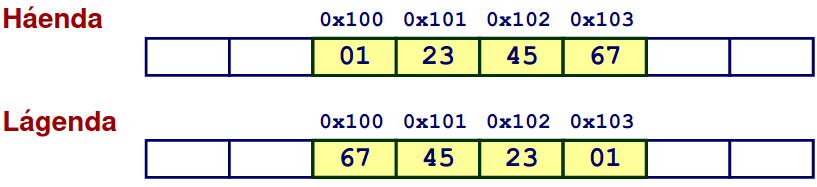 Háenda
0x100 0x101 0x102 0x103
01 23 45 67
Lágenda
0x100 0x101 0x102 0x103
67 45 23 01